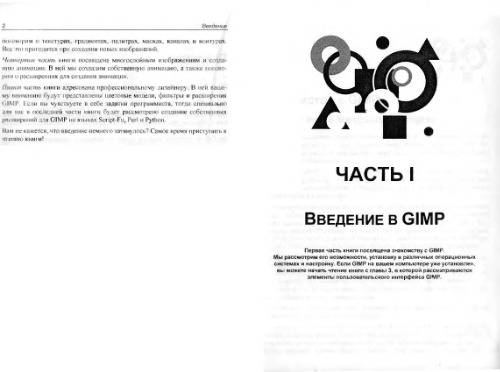 2 Введение
поговорим о текстурах, градиентах, палитрах, масках, каналах и контурах.
Все это пригодится при создании новых изображений.
Четвертая часть книги посвящена многослойным изображениям и созданию
анимации. В ней мы создадим собственную анимацию, а также
о расширения для создания анимации.
Пятая часть книги адресована профессиональному дизайнеру. В ней вашему
вниманию будут представлены цветовые модели, фильтры и расширения
GIMP. Если вы чувствуете в себе задатки программиста, тогда специально
для вас в последней части книги будет рассмотрено создание собственных
расширений для GIMP на языках Script-Fu, Perl и Python.
Вам не кажется, что введение немного затянулось? Самое время приступить к
чтению книги!
ЧАСТЬ I
ВВЕДЕНИЕ В GIMP
Первая часть книги посвящена знакомству с GIMP.
Мы рассмотрим его возможности, установку в различных операционных
системах и настройку. Если GIMP на вашем компьютере уже установлен,
вы можете начать чтение книги с главы 3, в которой рассматриваются
элементы пользовательского интерфейса GIMP.